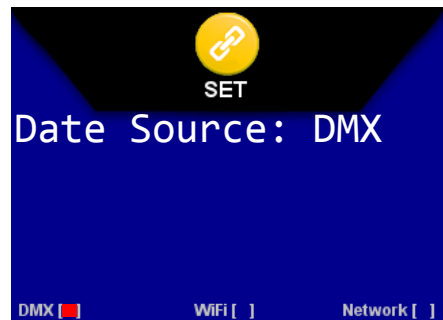 SET
Date Source: DMX
DMX [ ] WiFi [ ] Network [ ]